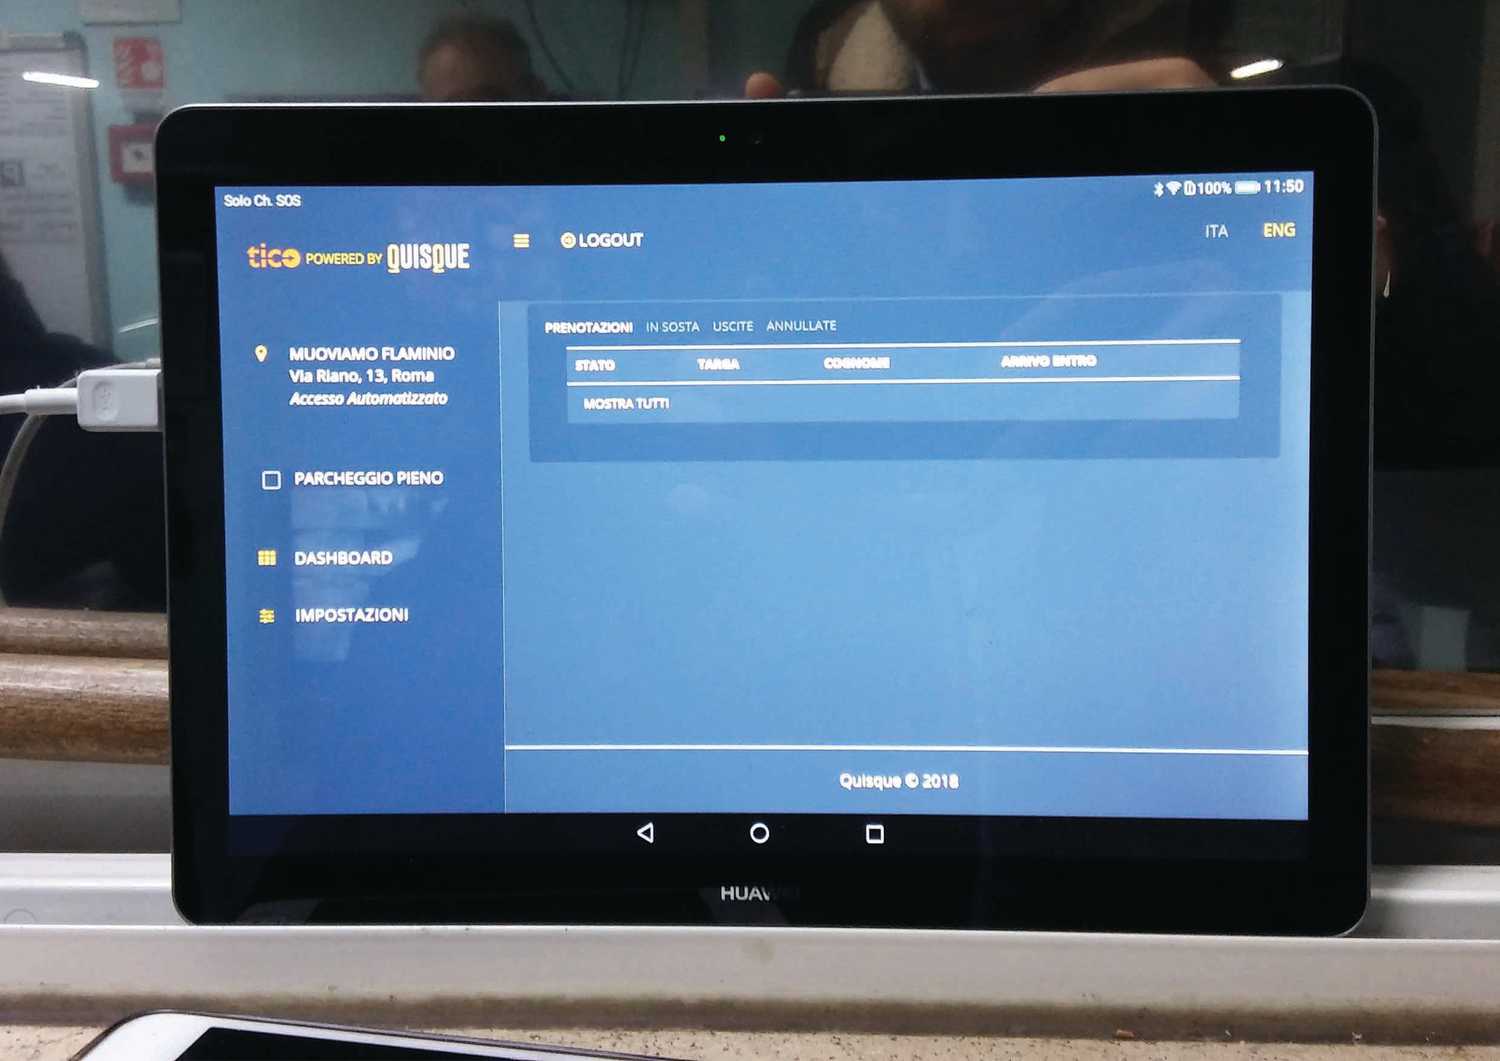 Solo Ch. SOS
100% 11:50
tico POWERED BY QUISQUE
LOGOUT
ITA ENG
MUOVIAMO FLAMINIO
Via Riano, 13, Roma
Accesso Automatizzato
PARCHEGGIO PIENO
DASHBOARD
IMPOSTAZIONI
PRENOTAZIONI IN SOSTA USCITE ANNULLATE
STATO TARGA COGNOME ARRIVO ENTRO
MOSTRA TUTTI
Quisque © 2018
HUAWEI